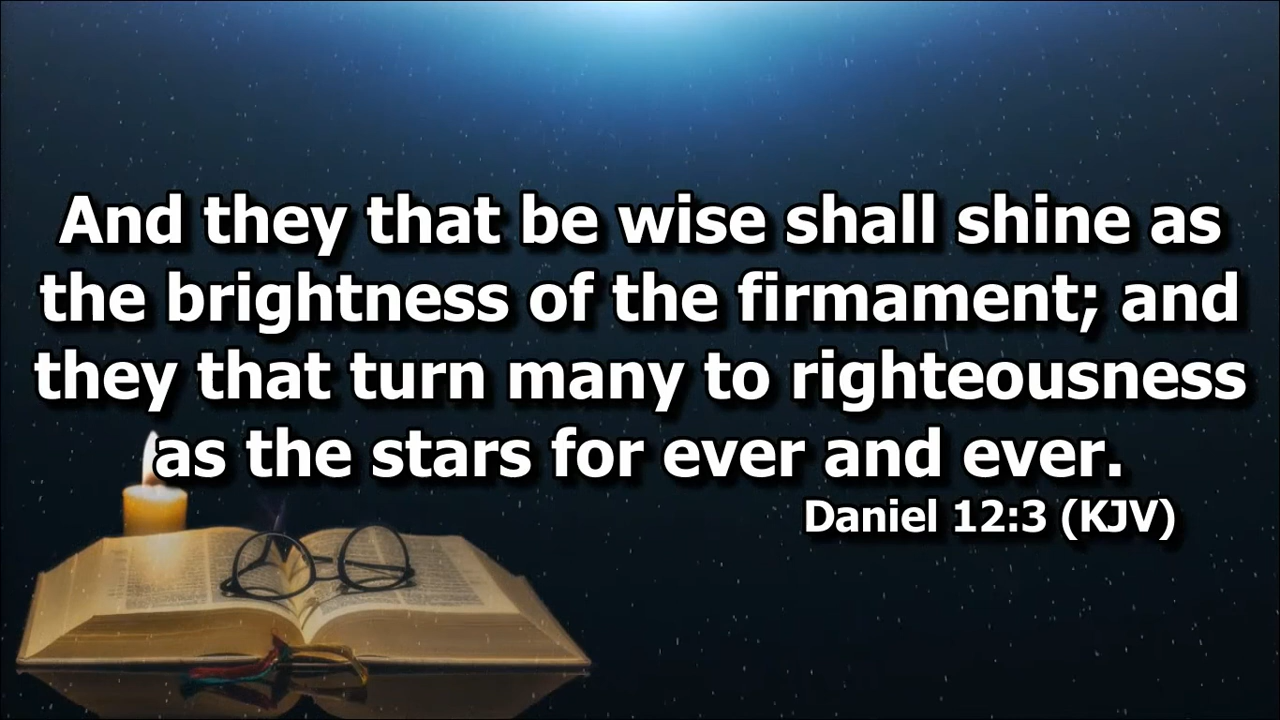 And they that be wise shall shine as
the brightness of the firmament; and
they that turn many to righteousness
as the stars for ever and ever.
Daniel 12:3 (KJV)